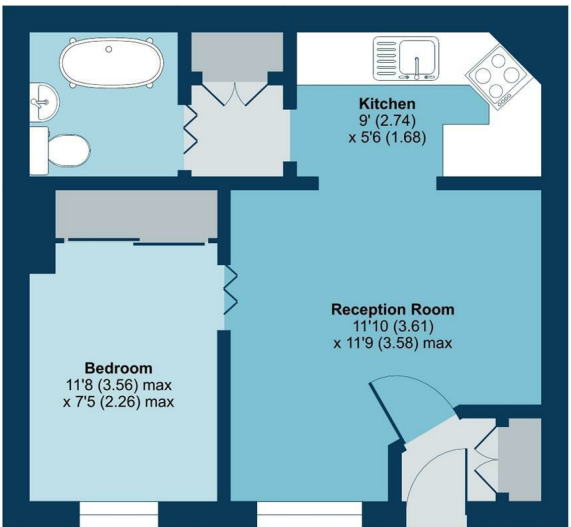 Kitchen
9' (2.74)
x 5'6 (1.68)
Reception Room
11'10 (3.61)
x 11'9 (3.58) max
Bedroom
11'8 (3.56) max
x 7'5 (2.26) max